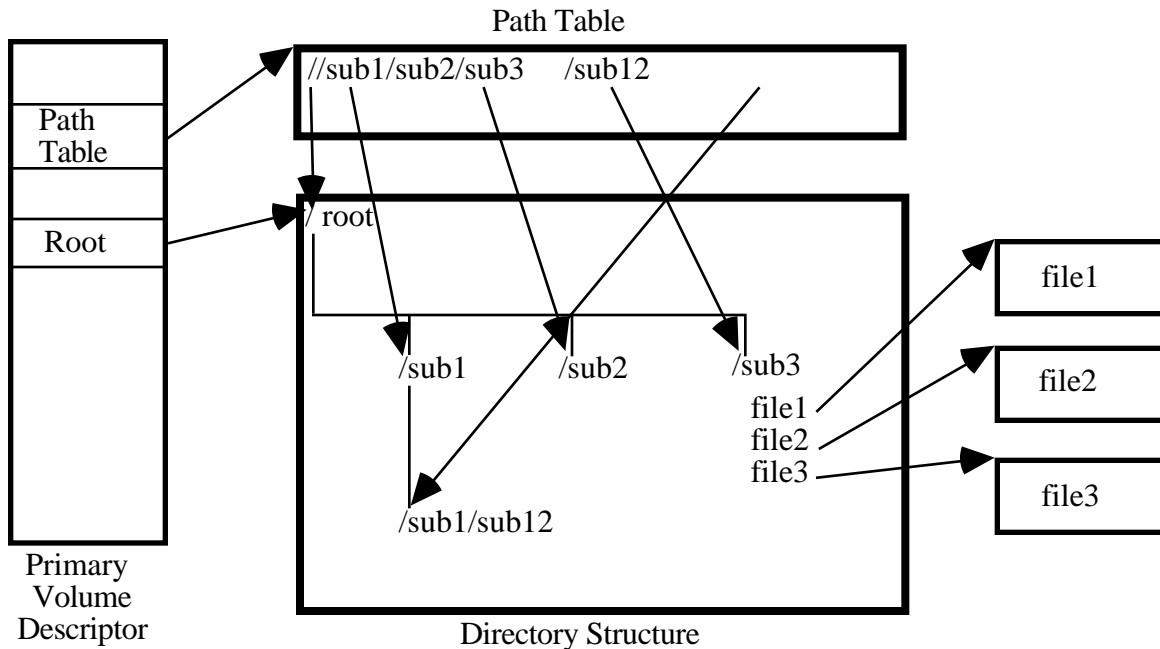 Path Table
//sub1/sub2/sub3 /sub12
Path
Table
Root
/ root
/sub1
/sub2
/sub3
file1
file2
file3
/sub1/sub12
file1
file2
file3
Primary
Volume
Descriptor
Directory Structure